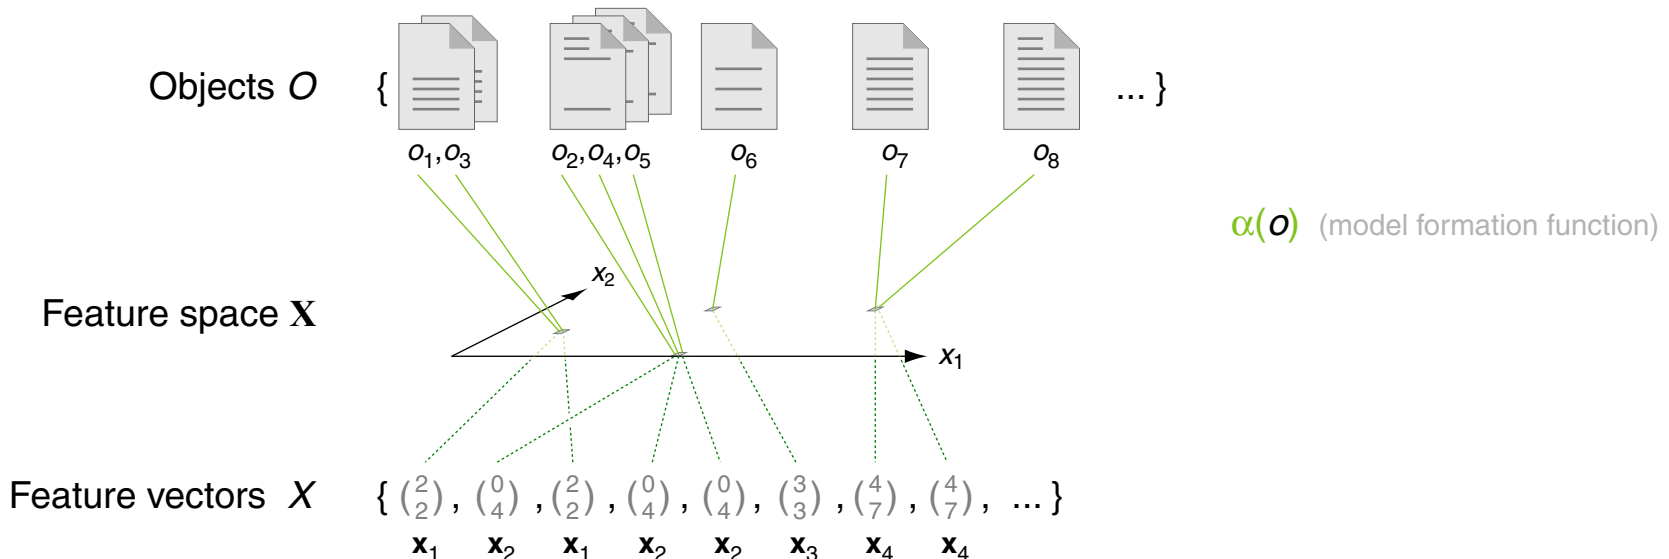 Objects O { ... }
o1,o3 o2,o4,o5 o6 o7 o8
α(o) (model formation function)
x2
Feature space X
x1
Feature vectors X { (2 2), (0 4), (2 2), (0 4), (0 4), (3 3), (4 7), (4 7), ... }
x1 x2 x1 x2 x2 x3 x4 x4